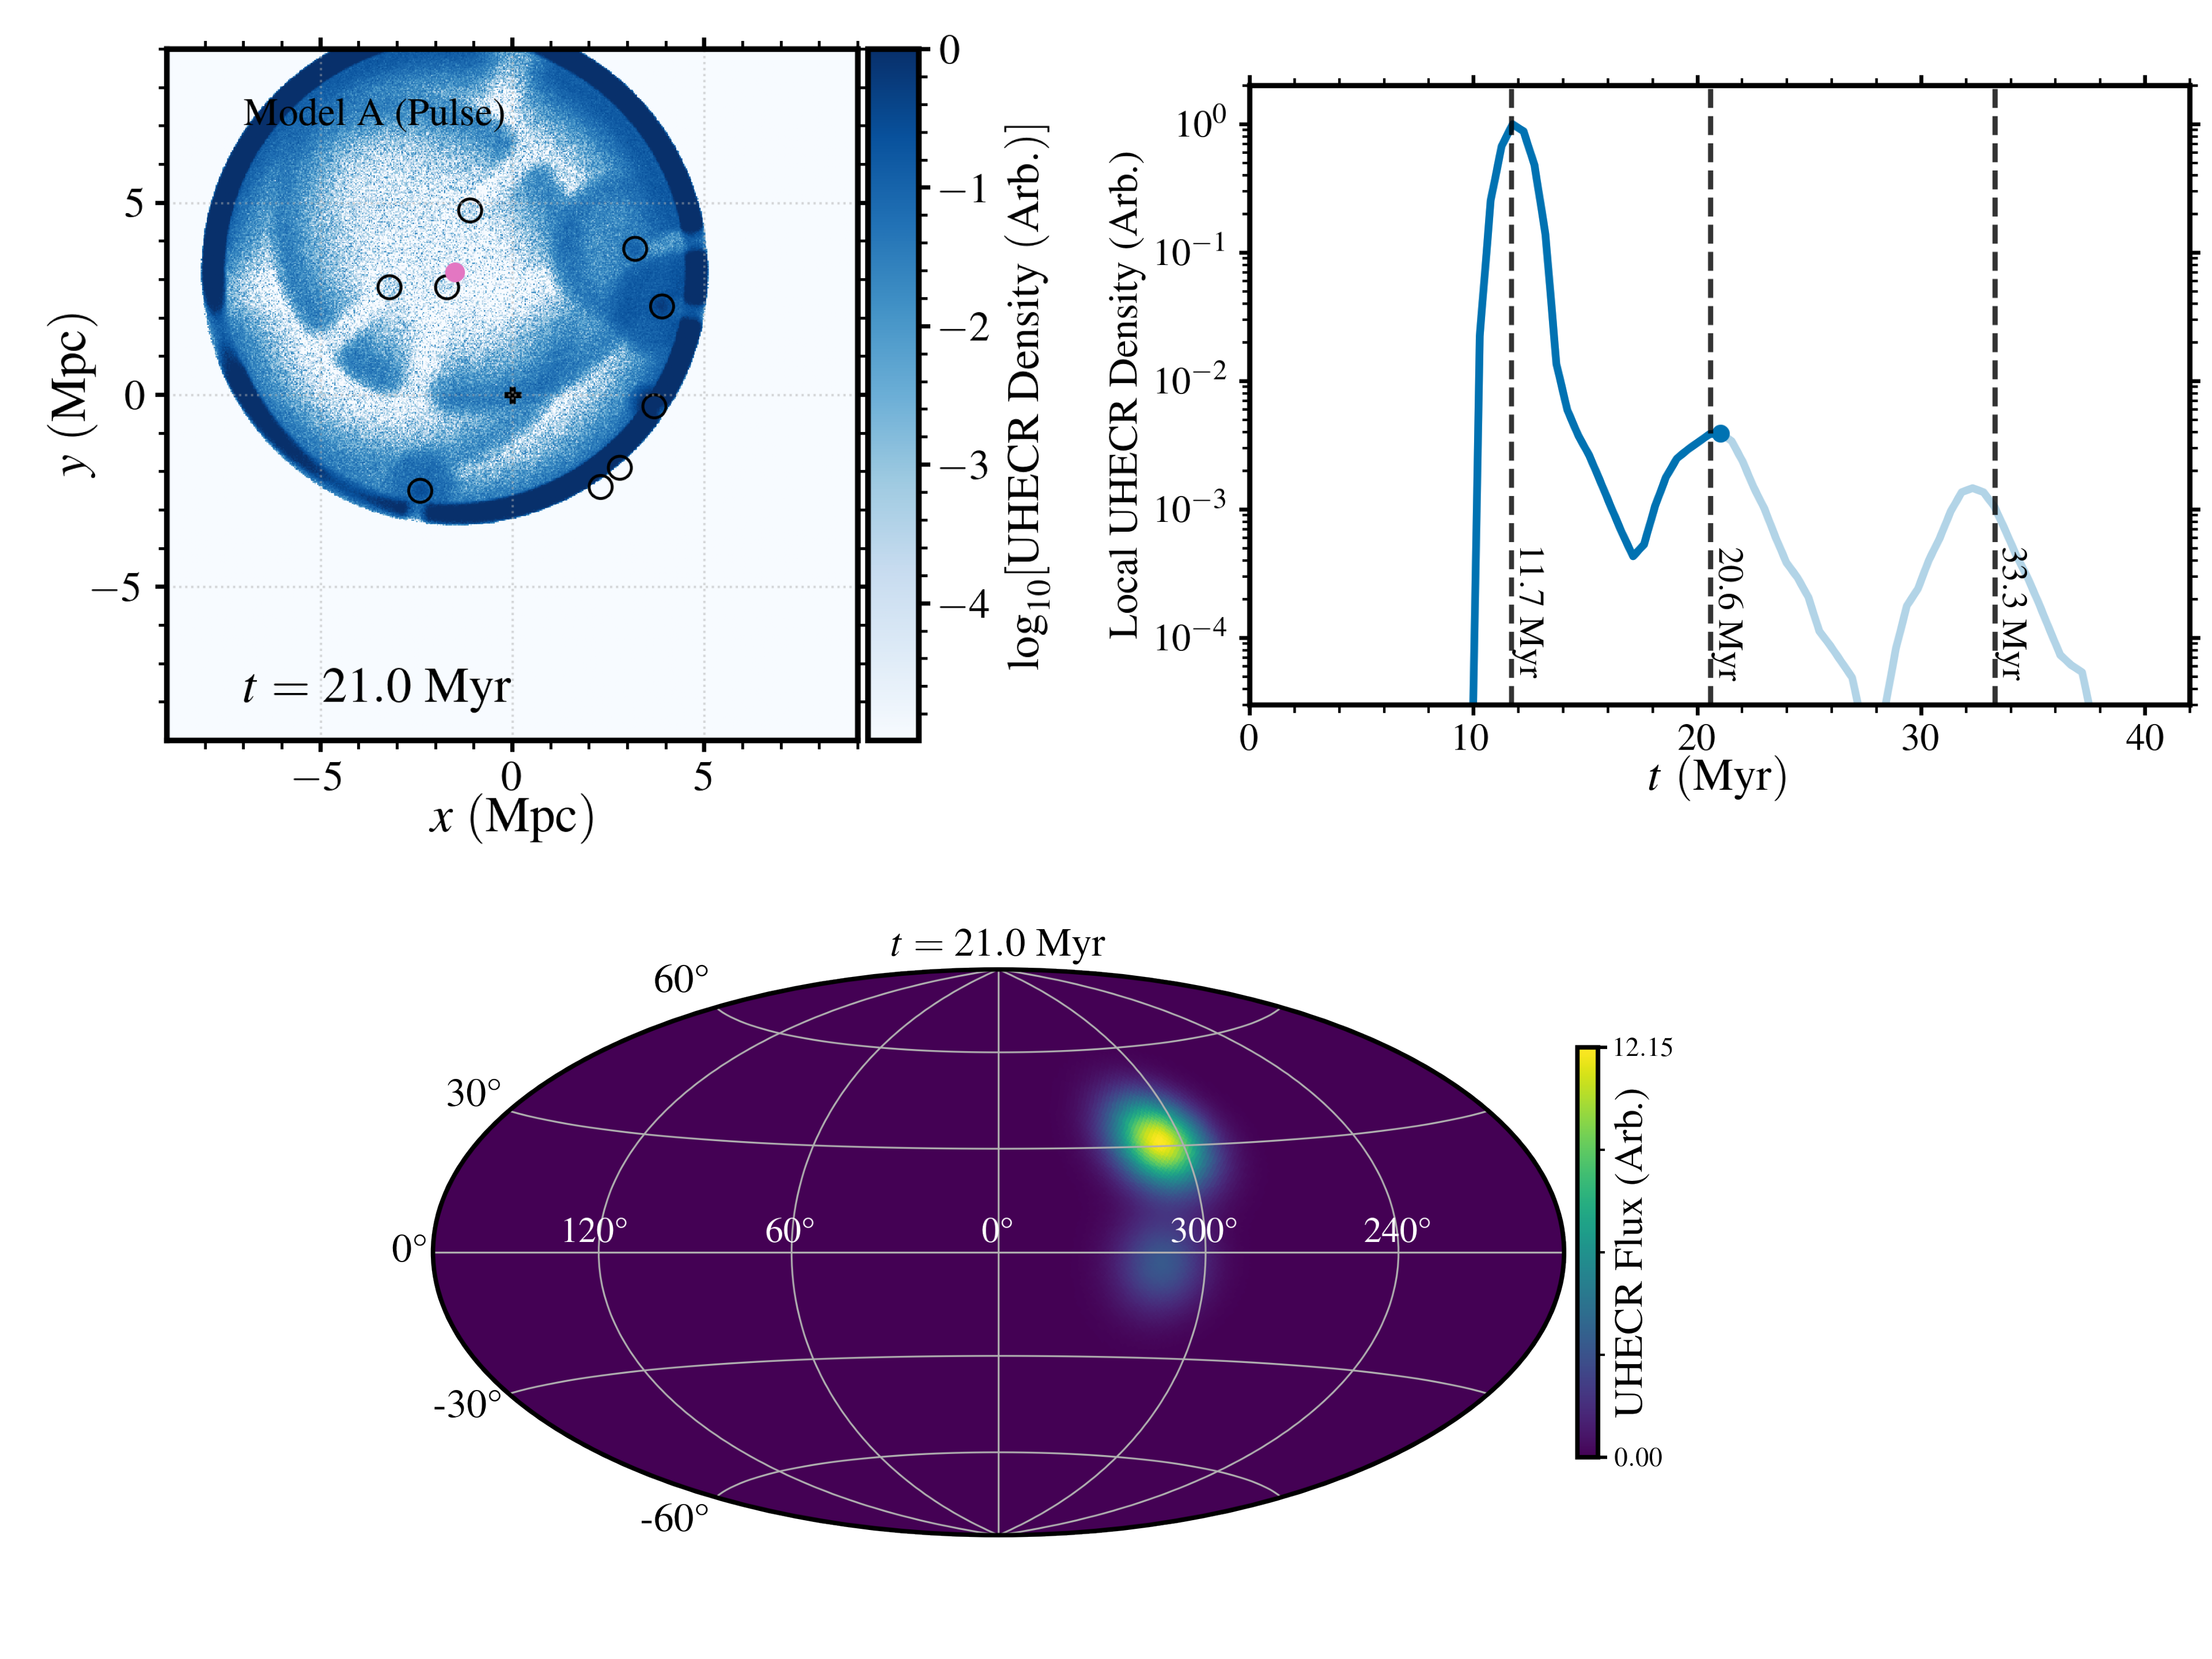 Model A (Pulse)
t = 21.0 Myr
5
0
−5
y (Mpc)
−5
0
5
x (Mpc)
0
−1
−2
−3
−4
log10[UHECR Density (Arb.)]
10^0
10^−1
10^−2
10^−3
10^−4
Local UHECR Density (Arb.)
11.7 Myr
20.6 Myr
33.3 Myr
0
10
20
30
40
t (Myr)
t = 21.0 Myr
60°
30°
0°
-30°
-60°
120°
60°
0°
300°
240°
12.15
0.00
UHECR Flux (Arb.)